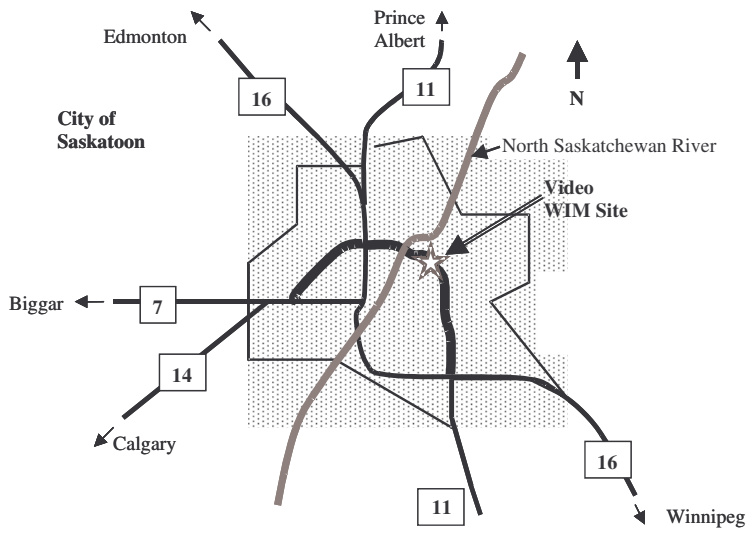 Prince
Albert
Edmonton
11
16
N
City of
Saskatoon
North Saskatchewan River
Video
WIM Site
Biggar
7
14
Calgary
16
11
Winnipeg